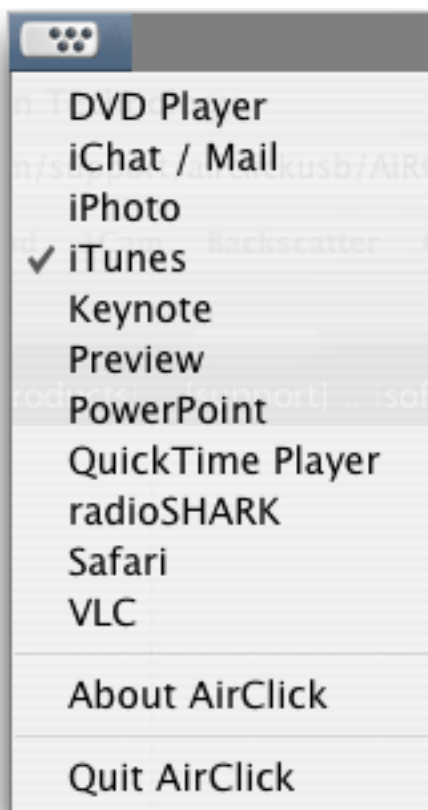 DVD Player
iChat / Mail
iPhoto
✓ iTunes
Keynote
Preview
PowerPoint
QuickTime Player
radioSHARK
Safari
VLC
About AirClick
Quit AirClick